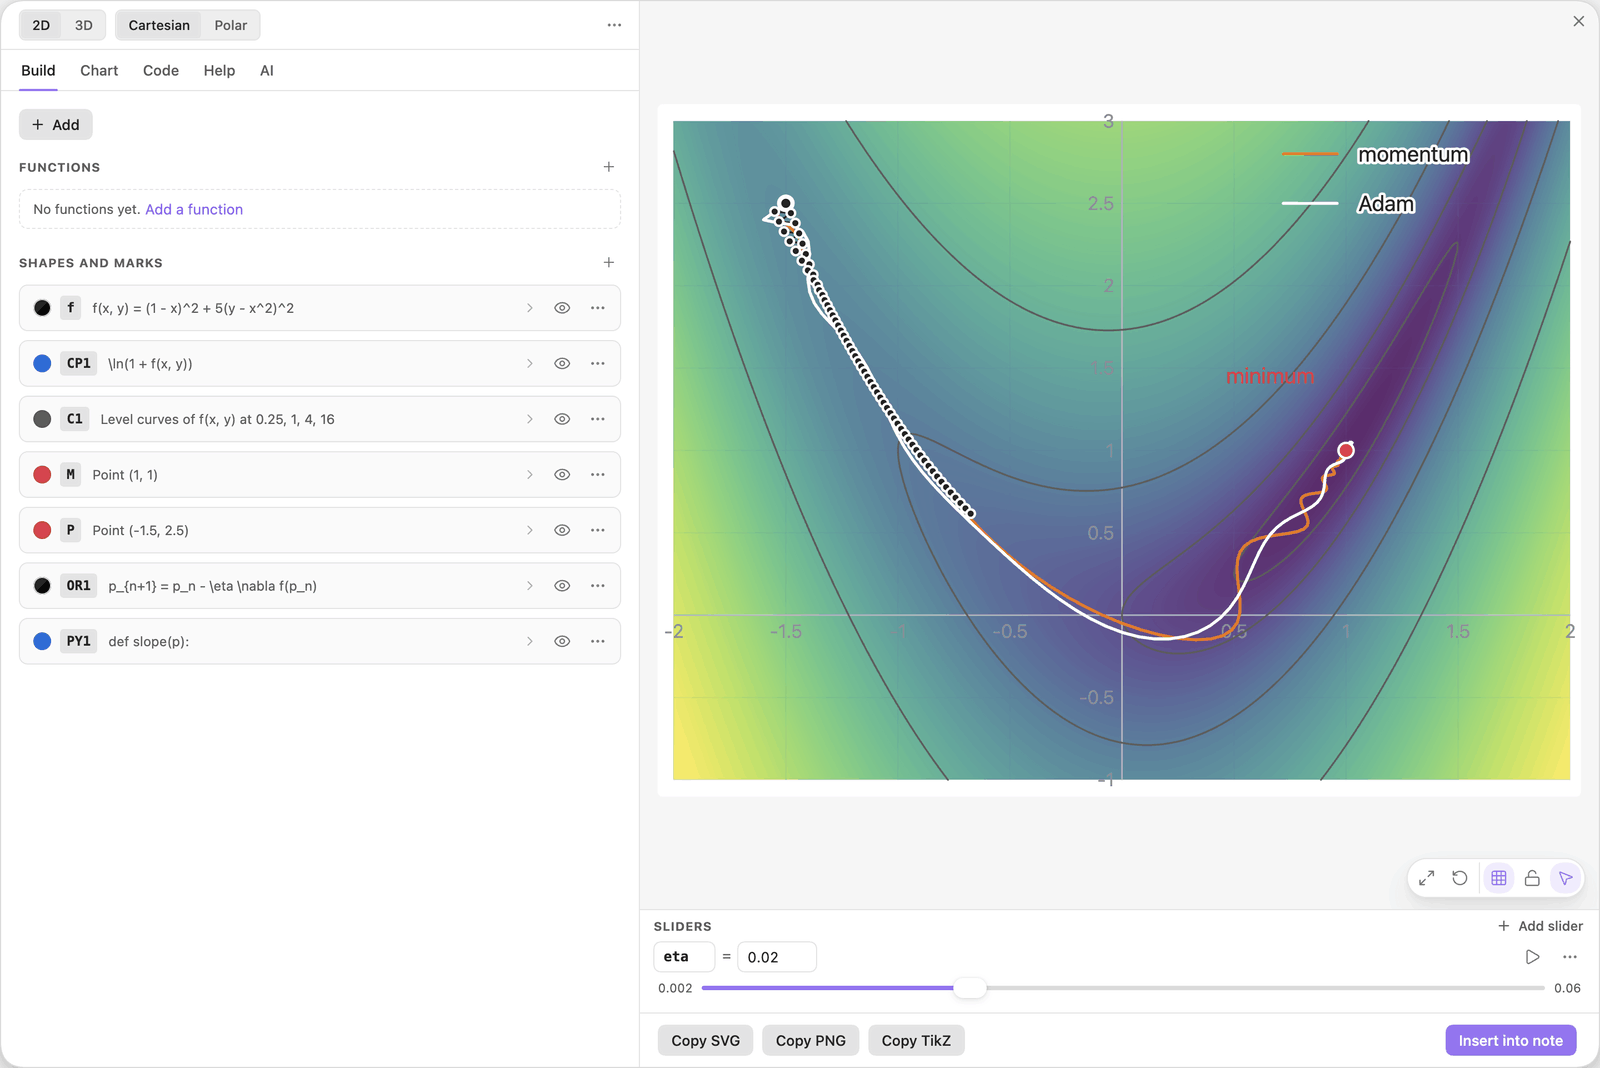 2D 3D Cartesian Polar
Build Chart Code Help AI
+ Add
FUNCTIONS
No functions yet. Add a function
SHAPES AND MARKS
f f(x, y) = (1 - x)^2 + 5(y - x^2)^2
CP1 \ln(1 + f(x, y))
C1 Level curves of f(x, y) at 0.25, 1, 4, 16
M Point (1, 1)
P Point (-1.5, 2.5)
OR1 p_{n+1} = p_n - \eta \nabla f(p_n)
PY1 def slope(p):
3
momentum
2.5
Adam
2
1.5
minimum
1
0.5
-2 -1.5 -1 -0.5 0.5 1 1.5 2
-0.5
-1
SLIDERS
+ Add slider
eta = 0.02
0.002 0.06
Copy SVG Copy PNG Copy TikZ Insert into note